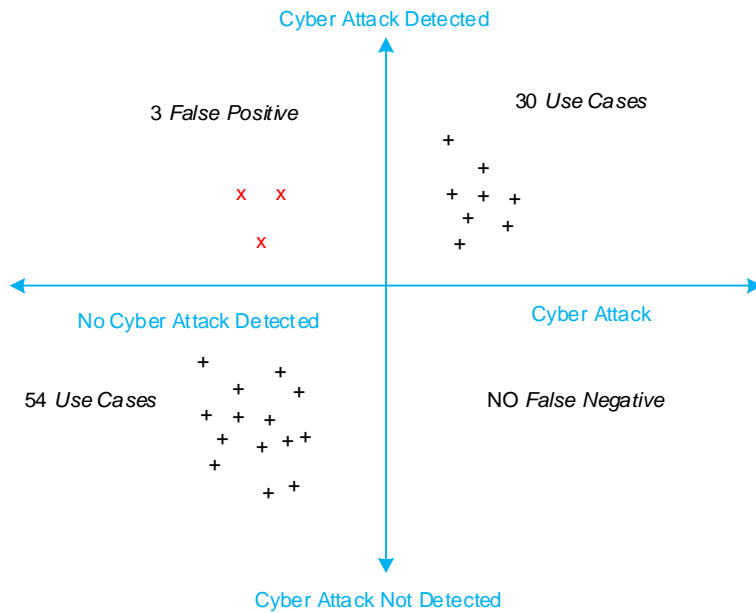 Cyber Attack Detected
3 False Positive
30 Use Cases
x x
x
No Cyber Attack Detected
Cyber Attack
54 Use Cases
NO False Negative
Cyber Attack Not Detected